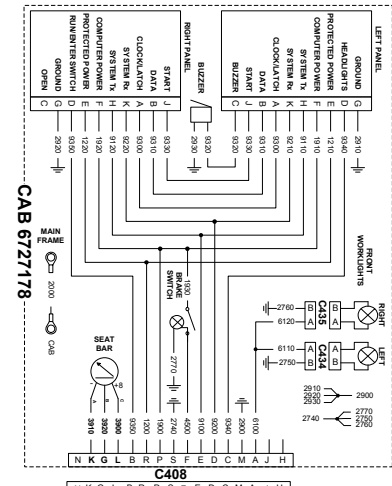 LEFT PANEL
GROUND G 2910
HEADLIGHTS D 9340
PROTECTED POWER E 1210
COMPUTER POWER F 1910
SYSTEM Tx H 9110
SYSTEM Rx K 9210
CLOCK/LATCH A 9300
DATA B 9310
START J 9330
BUZZER C 9320
RIGHT PANEL
BUZZER
9320
2930
START J 9330
DATA B 9310
CLOCK/LATCH A 9300
SYSTEM Rx K 9220
SYSTEM Tx H 9120
COMPUTER POWER F 1920
PROTECTED POWER E 1220
RUN/ENTER SWITCH D 9350
GROUND G 2920
OPEN C
CAB 6727178
MAIN FRAME
2000
CAB
SEAT BAR
- +8
A B C
BRAKE SWITCH
1930
2770
FRONT WORKLIGHTS
RIGHT
LEFT
C435
B B 2760
A A 6120
C434
A A 6110
B B 2750
2910
2920
2930
2900
2770
2750
2760
2740
N
K 3910
G 3920
L 3900
B 9350
R 1200
P 1900
S 2740
F 4500
E 9100
D 9200
C 9340
M 2900
A 6100
J
H
C408